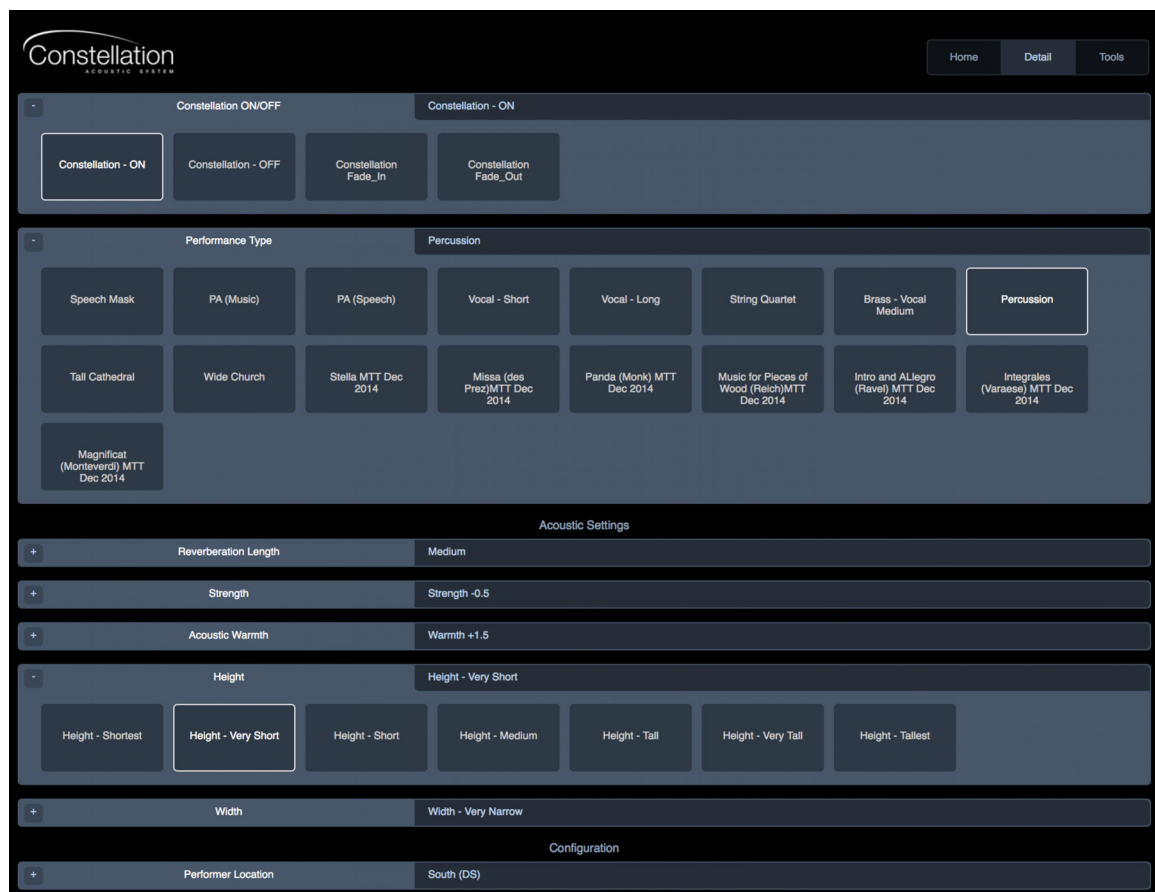 Constellation
ACOUSTIC SYSTEM
Home Detail Tools
- Constellation ON/OFF Constellation - ON
Constellation - ON Constellation - OFF Constellation Fade_In Constellation Fade_Out
- Performance Type Percussion
Speech Mask PA (Music) PA (Speech) Vocal - Short Vocal - Long String Quartet Brass - Vocal Medium Percussion
Tall Cathedral Wide Church Stella MTT Dec 2014 Missa (des Prez)MTT Dec 2014 Panda (Monk) MTT Dec 2014 Music for Pieces of Wood (Reich)MTT Dec 2014 Intro and ALlegro (Ravel) MTT Dec 2014 Integrales (Varaese) MTT Dec 2014
Magnificat (Monteverdi) MTT Dec 2014
Acoustic Settings
+ Reverberation Length Medium
+ Strength Strength -0.5
+ Acoustic Warmth Warmth +1.5
- Height Height - Very Short
Height - Shortest Height - Very Short Height - Short Height - Medium Height - Tall Height - Very Tall Height - Tallest
+ Width Width - Very Narrow
Configuration
+ Performer Location South (DS)